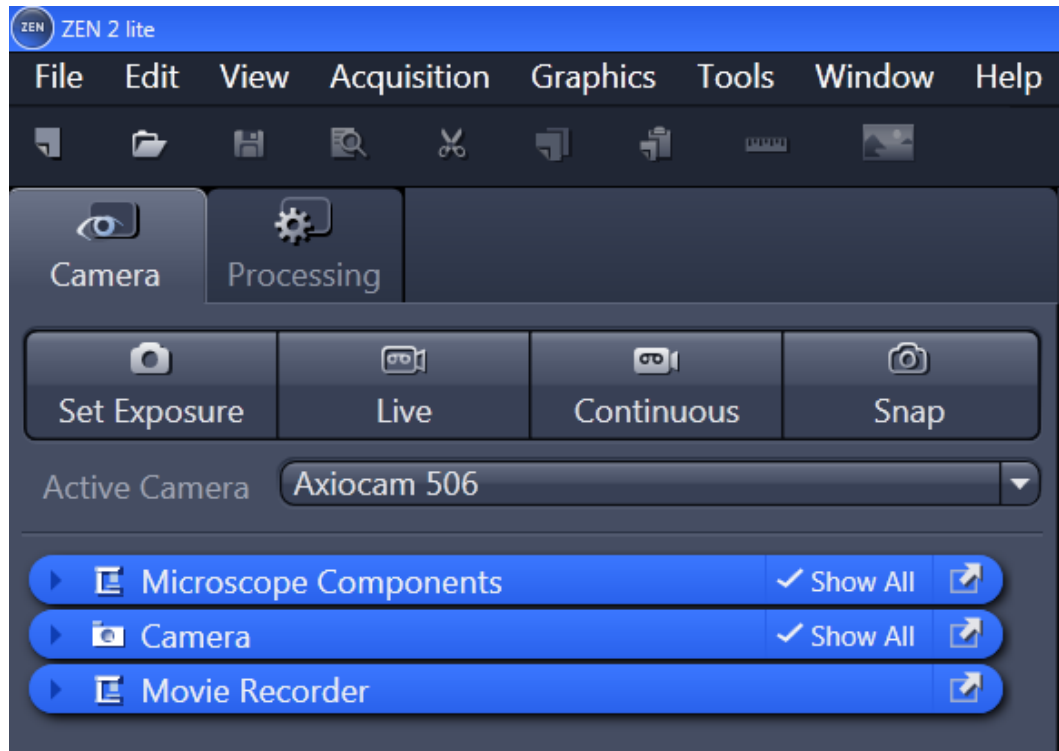 ZEN ZEN 2 lite
File Edit View Acquisition Graphics Tools Window Help
Camera Processing
Set Exposure Live Continuous Snap
Active Camera Axiocam 506
Microscope Components Show All
Camera Show All
Movie Recorder